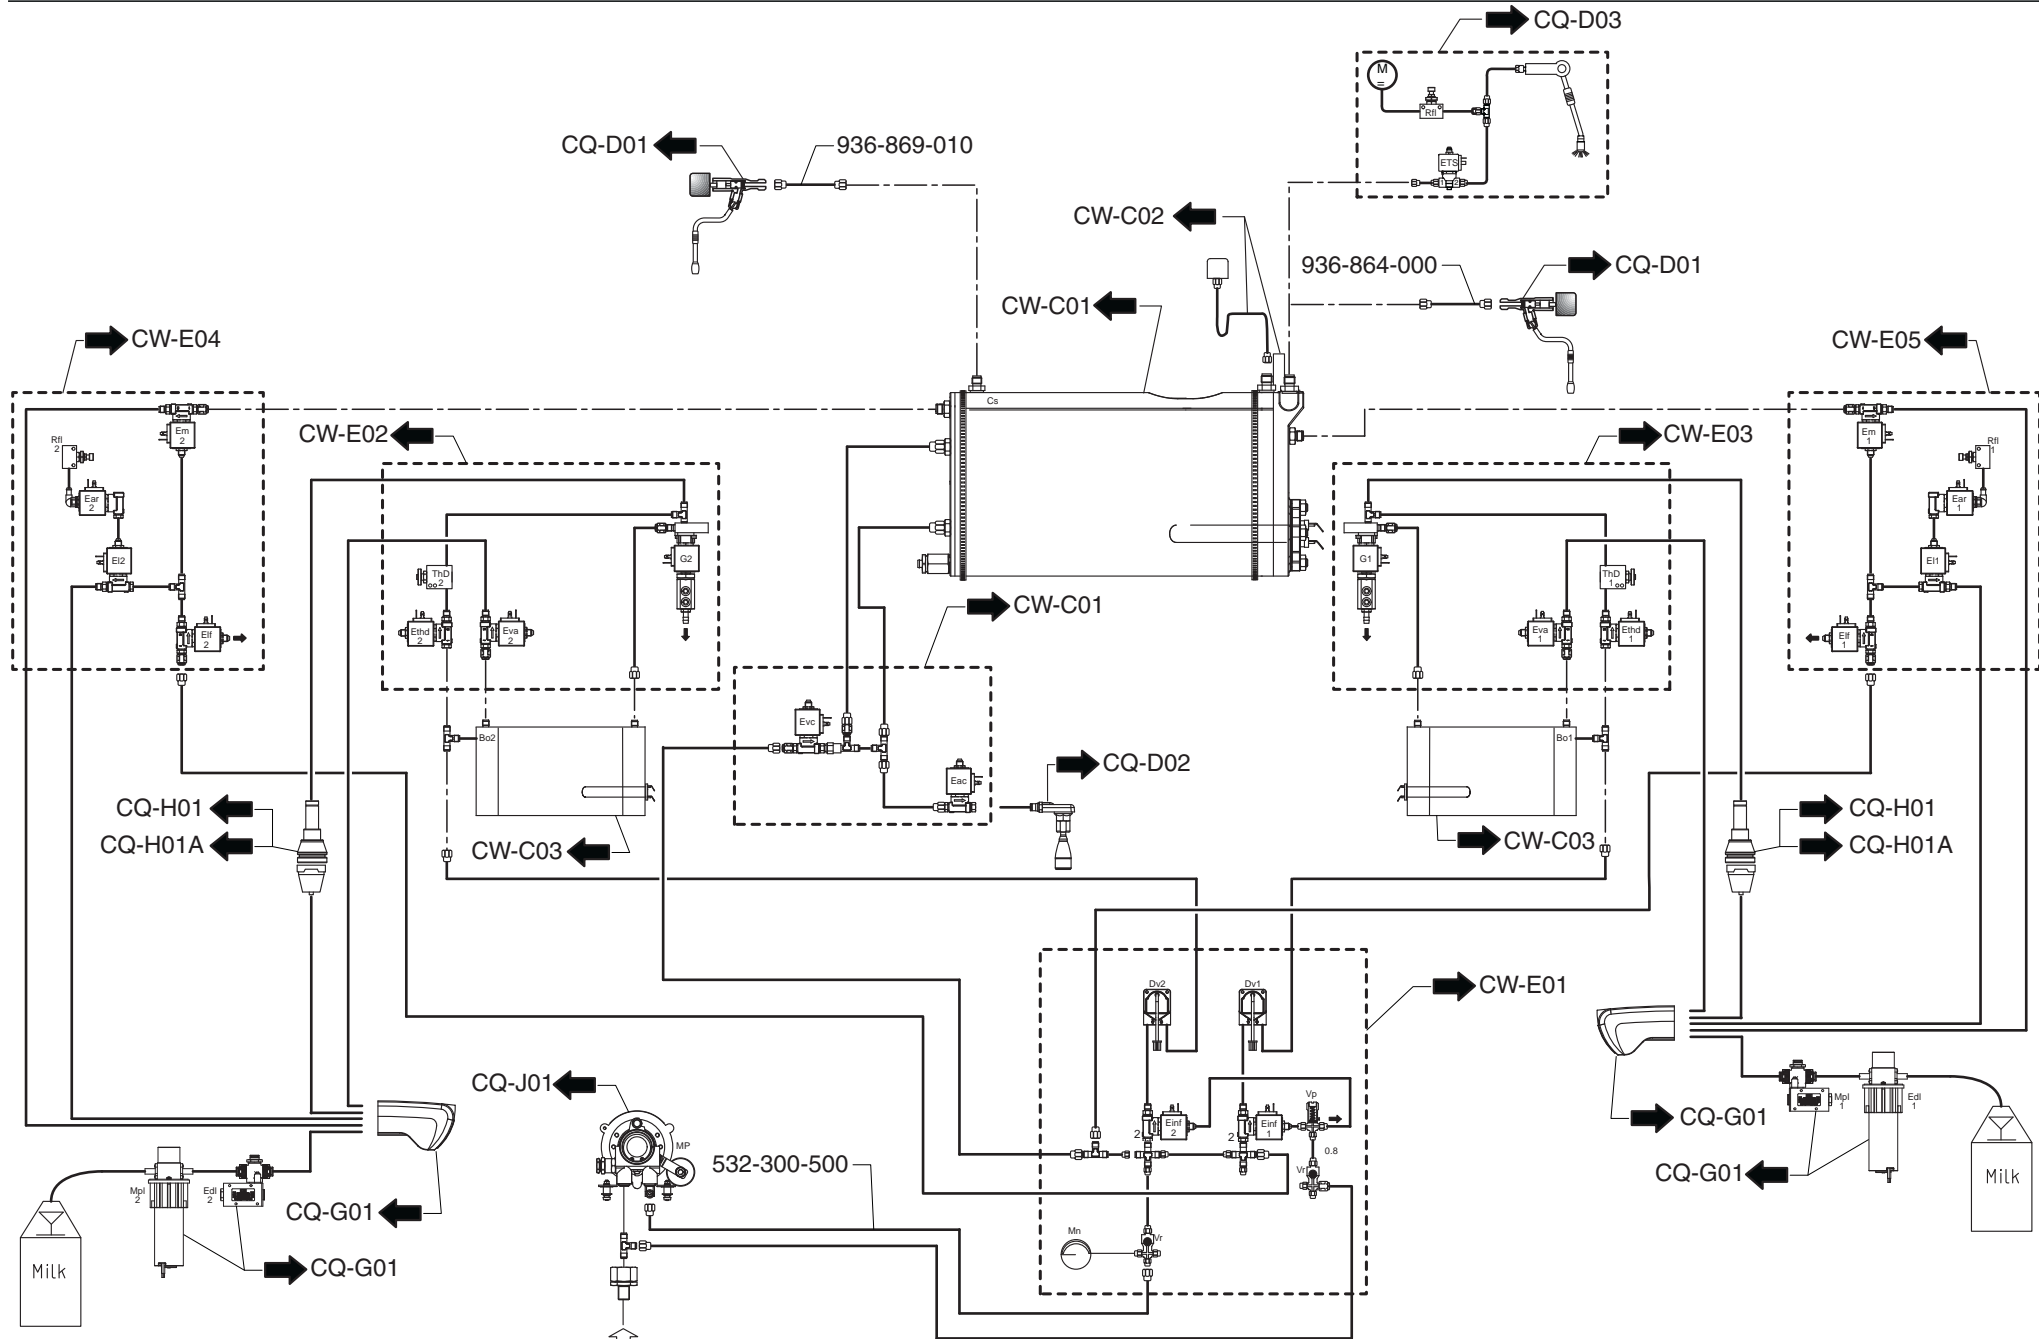 CQ-D03
M
=
Rfl
ETS
1 2
CQ-D01
936-869-010
CW-C02
936-864-000
CQ-D01
CW-C01
CW-E04
CW-E05
Cs
Em
2
Rfl
2
Ear
2
El2
Elf
2
CW-E02
CW-E03
G2
ThD
2
Ethd
2
Eva
2
G1
ThD
1
Eva
1
Ethd
1
Em
1
Rfl
1
Ear
1
El1
Elf
1
CW-C01
Evc
Eac
Bo2
Bo1
CQ-D02
CQ-H01
CQ-H01A
CW-C03
CW-C03
CQ-H01
CQ-H01A
CW-E01
Dv2
Dv1
CQ-J01
MP
532-300-500
Einf
2
2
Einf
1
2
Vp
0.8
Vr
Mn
Vr
CQ-G01
Mpl
2
Edl
2
CQ-G01
Milk
CQ-G01
Mpl
1
Edl
1
CQ-G01
Milk